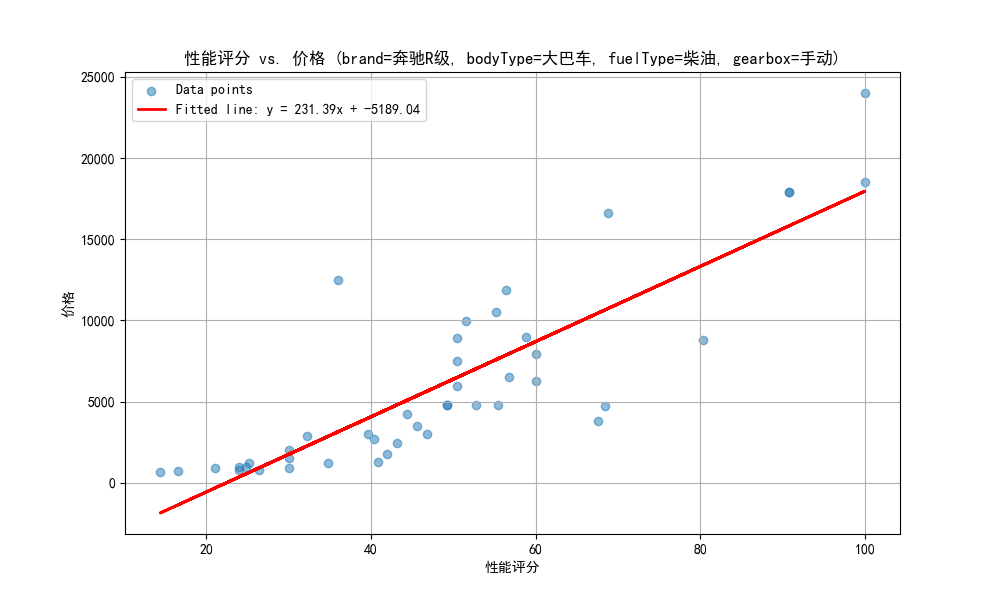 性能评分 vs. 价格 (brand=奔驰R级, bodyType=大巴车, fuelType=柴油, gearbox=手动)
Data points
Fitted line: y = 231.39x + -5189.04
25000
20000
15000
10000
5000
0
价格
20 40 60 80 100
性能评分